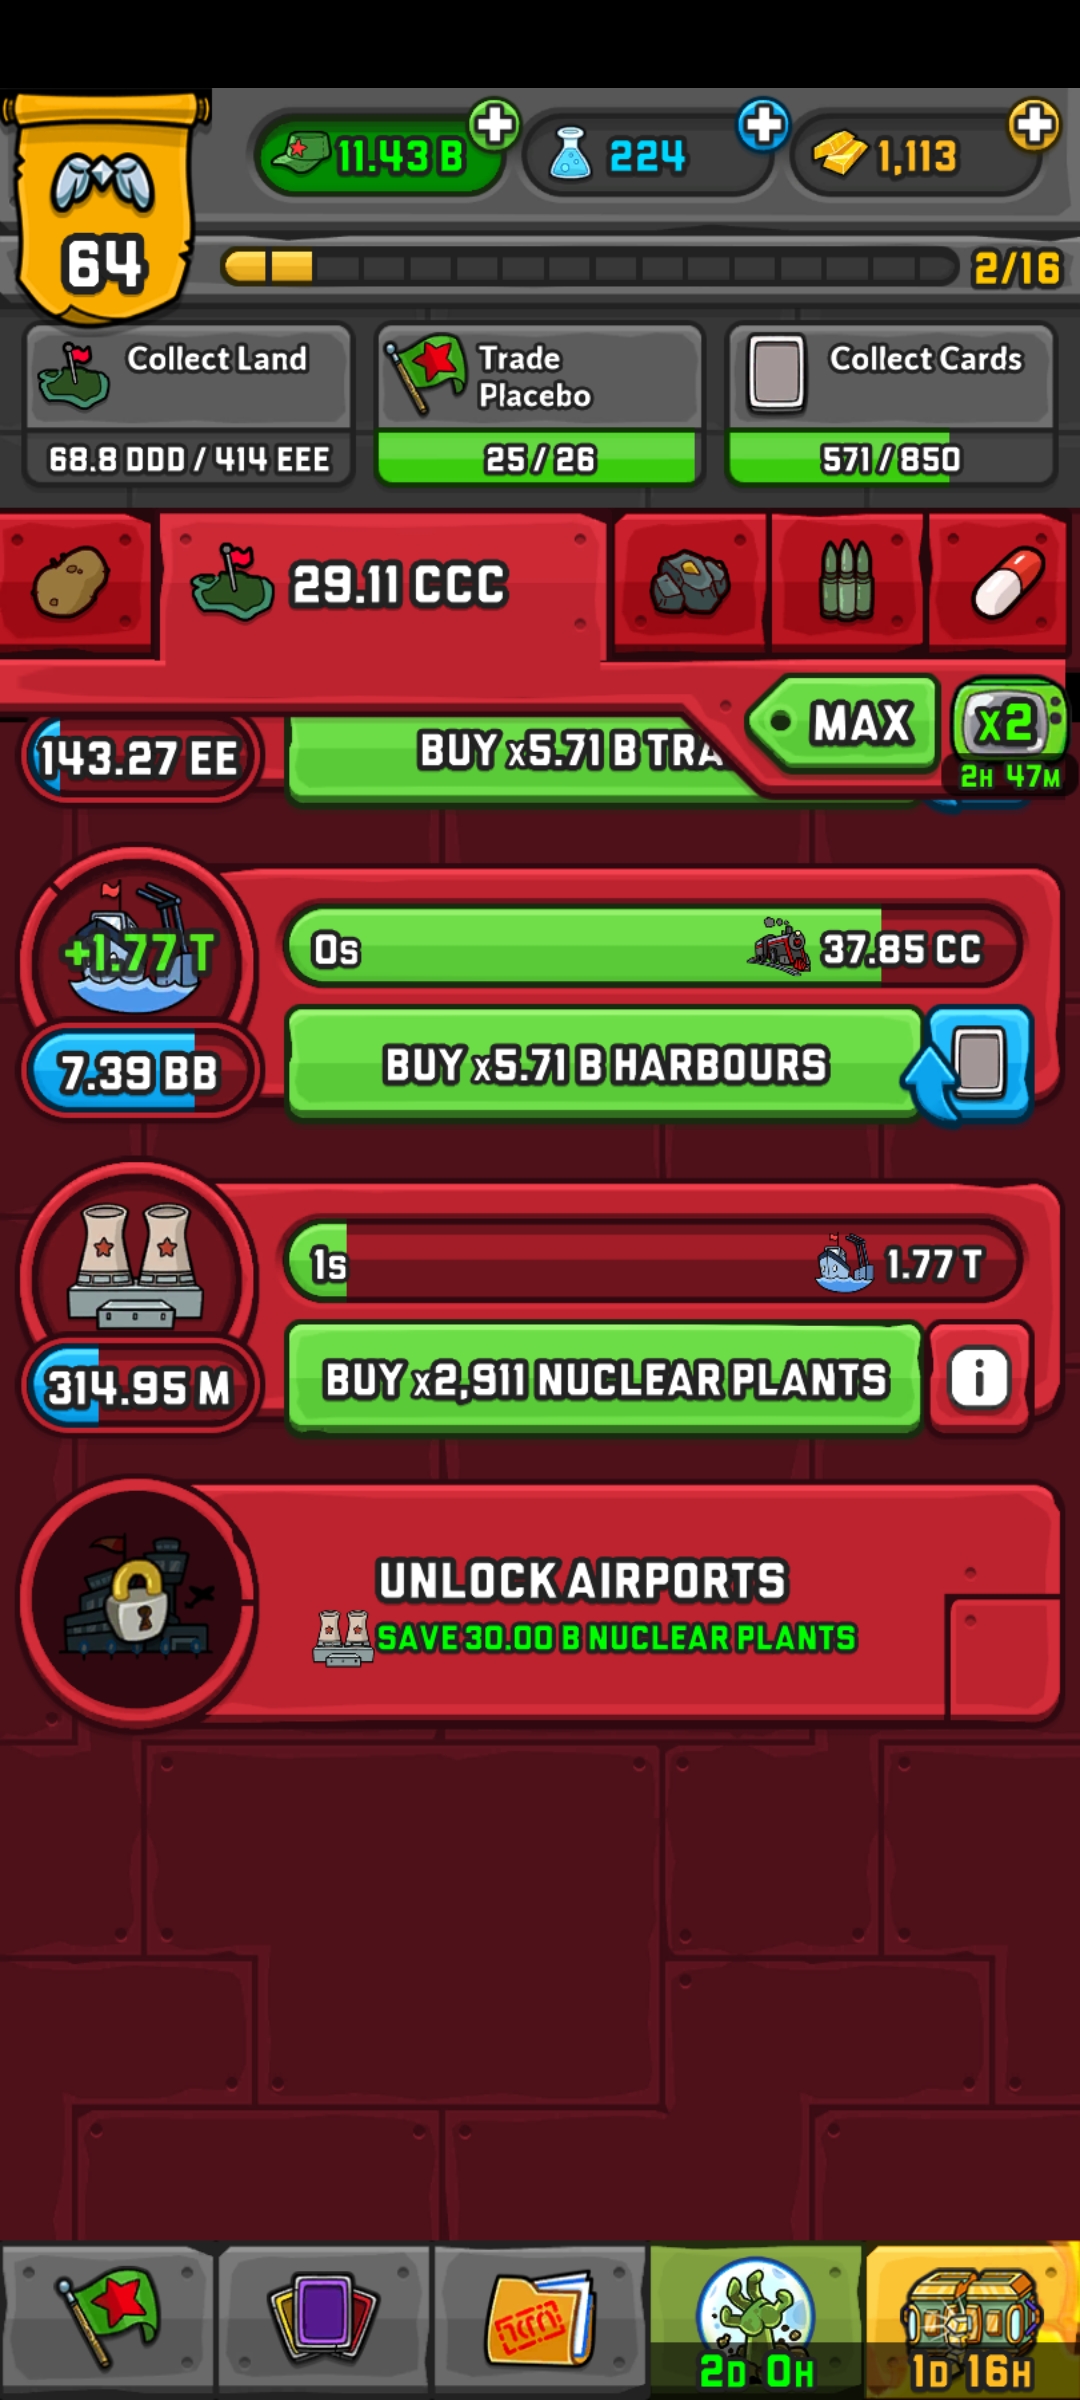 11.43 B
224
1,113
64
2/16
Collect Land
68.8 DDD / 414 EEE
Trade
Placebo
25 / 26
Collect Cards
571 / 850
29.11 CCC
MAX
x2
2H 47M
143.27 EE
BUY x5.71 B TRA
+1.77 T
0s
37.85 CC
7.39 BB
BUY x5.71 B HARBOURS
1s
1.77 T
314.95 M
BUY x2,911 NUCLEAR PLANTS
i
UNLOCK AIRPORTS
SAVE 30.00 B NUCLEAR PLANTS
2D 0H
1D 16H